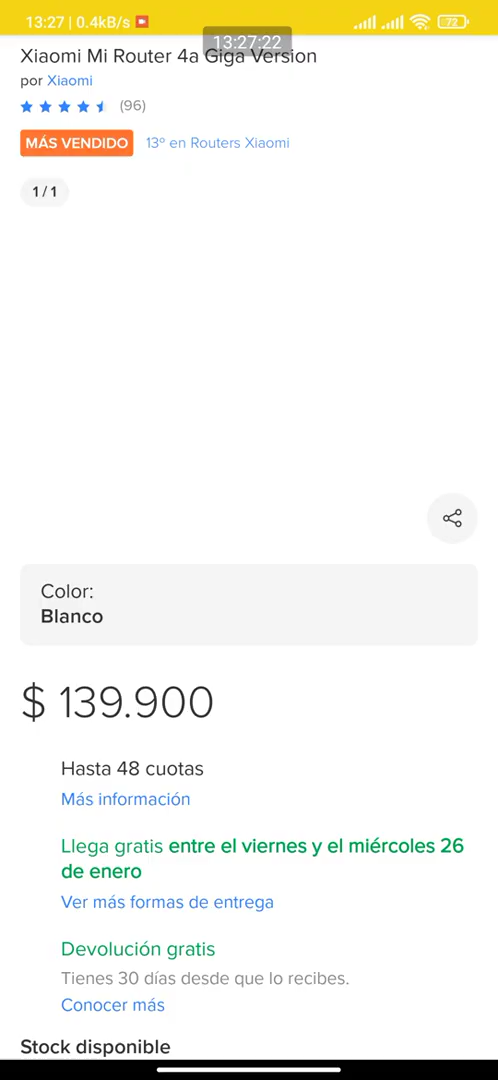 13:27 | 0.4kB/s 72
13:27:22
Xiaomi Mi Router 4a Giga Version
por Xiaomi
(96)
MÁS VENDIDO 13º en Routers Xiaomi
1 / 1
Color:
Blanco
$ 139.900
Hasta 48 cuotas
Más información
Llega gratis entre el viernes y el miércoles 26
de enero
Ver más formas de entrega
Devolución gratis
Tienes 30 días desde que lo recibes.
Conocer más
Stock disponible